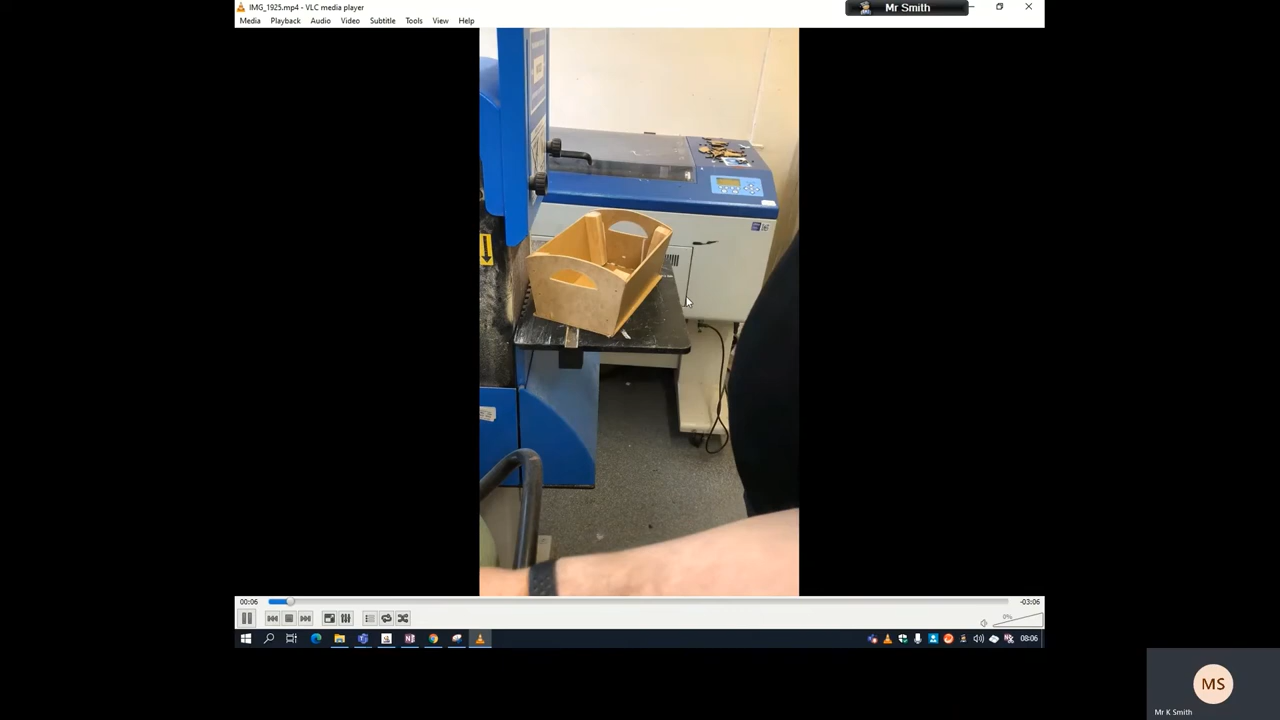 IMG_1925.mp4 - VLC media player
Mr Smith
Media Playback Audio Video Subtitle Tools View Help
00:06
-03:06
0%
08:06
MS
Mr K Smith